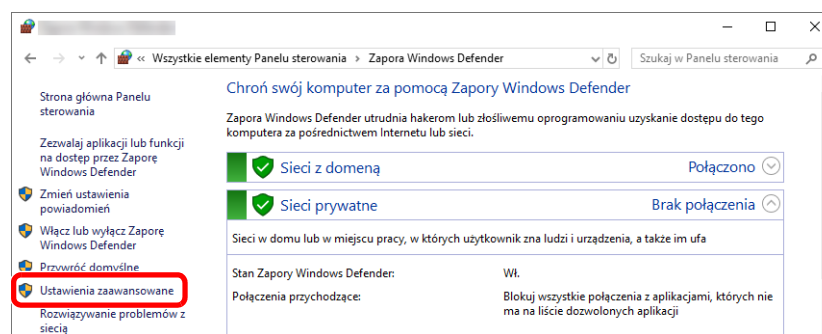 « Wszystkie elementy Panelu sterowania › Zapora Windows Defender
Szukaj w Panelu sterowania
Strona główna Panelu
sterowania
Zezwalaj aplikacji lub funkcji
na dostęp przez Zaporę
Windows Defender
Zmień ustawienia
powiadomień
Włącz lub wyłącz Zaporę
Windows Defender
Przywróć domyślne
Ustawienia zaawansowane
Rozwiązywanie problemów z
siecią
Chroń swój komputer za pomocą Zapory Windows Defender
Zapora Windows Defender utrudnia hakerom lub złośliwemu oprogramowaniu uzyskanie dostępu do tego
komputera za pośrednictwem Internetu lub sieci.
Sieci z domeną Połączono
Sieci prywatne Brak połączenia
Sieci w domu lub w miejscu pracy, w których użytkownik zna ludzi i urządzenia, a także im ufa
Stan Zapory Windows Defender: Wł.
Połączenia przychodzące: Blokuj wszystkie połączenia z aplikacjami, których nie
ma na liście dozwolonych aplikacji